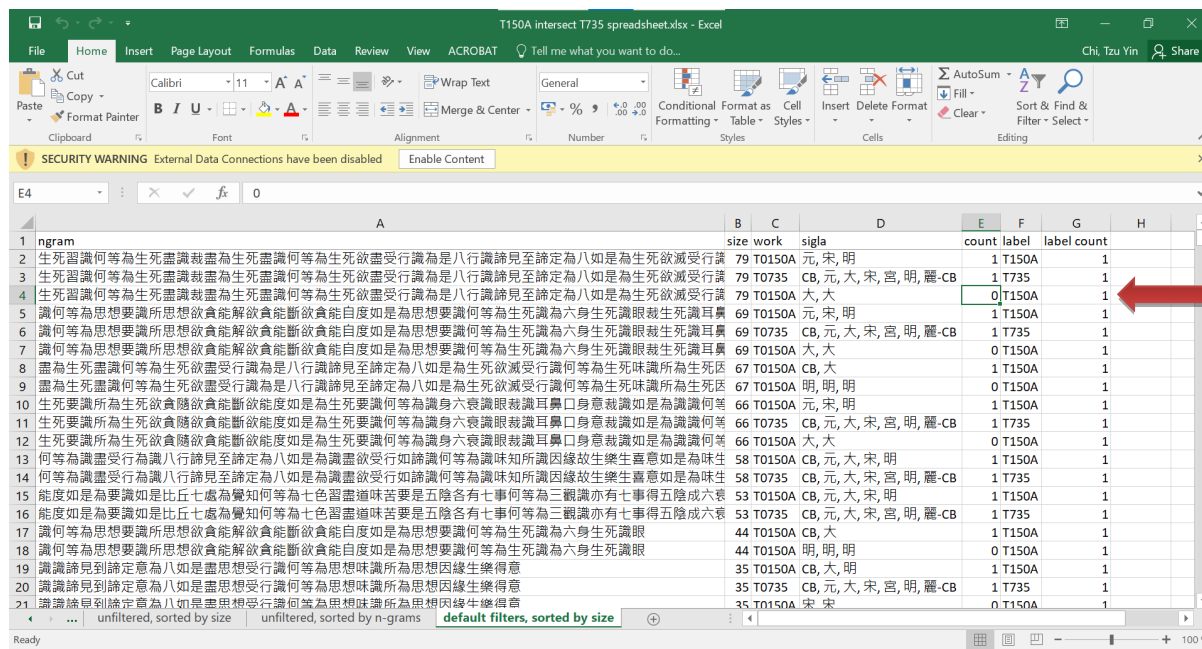 T150A intersect T735 spreadsheet.xlsx - Excel
File Home Insert Page Layout Formulas Data Review View ACROBAT Tell me what you want to do... Chi, Tzu Yin Share
Paste Cut Copy Format Painter Clipboard
Calibri 11 A A B I U A Font
Wrap Text Merge & Center Alignment
General % , .0 .00 .00 .0 Number
Conditional Formatting Format as Table Cell Styles Styles
Insert Delete Format Cells
Σ AutoSum Fill Clear Sort & Filter Find & Select Editing
! SECURITY WARNING External Data Connections have been disabled Enable Content
E4 fx 0
A B C D E F G H
1 ngram size work sigla count label label count
2 生死習識何等為生死盡識栽盡為生死盡識何等為生死欲盡受行識為是八行識諦見至諦定為八如是為生死欲滅受行識 79 T0150A 元, 宋, 明 1 T150A 1
3 生死習識何等為生死盡識栽盡為生死盡識何等為生死欲盡受行識為是八行識諦見至諦定為八如是為生死欲滅受行識 79 T0735 CB, 元, 大, 宋, 宮, 明, 麗-CB 1 T735 1
4 生死習識何等為生死盡識栽盡為生死盡識何等為生死欲盡受行識為是八行識諦見至諦定為八如是為生死欲滅受行識 79 T0150A 大, 大 0 T150A 1
5 識何等為思想要識所思想欲貪能解欲貪能斷欲貪能自度如是為思想要識何等為生死識為六身生死識眼栽生死識耳鼻 69 T0150A 元, 宋, 明 1 T150A 1
6 識何等為思想要識所思想欲貪能解欲貪能斷欲貪能自度如是為思想要識何等為生死識為六身生死識眼栽生死識耳鼻 69 T0735 CB, 元, 大, 宋, 宮, 明, 麗-CB 1 T735 1
7 識何等為思想要識所思想欲貪能解欲貪能斷欲貪能自度如是為思想要識何等為生死識為六身生死識眼栽生死識耳鼻 69 T0150A 大, 大 0 T150A 1
8 盡為生死盡識何等為生死欲盡受行識為是八行識諦見至諦定為八如是為生死欲滅受行識何等為生死味識所為生死因 67 T0150A CB, 大 1 T150A 1
9 盡為生死盡識何等為生死欲盡受行識為是八行識諦見至諦定為八如是為生死欲滅受行識何等為生死味識所為生死因 67 T0150A 明, 明, 明 0 T150A 1
10 生死要識所為生死欲貪隨欲貪能斷欲能度如是為生死要識何等為識身六衰識眼栽識耳鼻口身意栽識如是為識識何等 66 T0150A 元, 宋, 明 1 T150A 1
11 生死要識所為生死欲貪隨欲貪能斷欲能度如是為生死要識何等為識身六衰識眼栽識耳鼻口身意栽識如是為識識何等 66 T0735 CB, 元, 大, 宋, 宮, 明, 麗-CB 1 T735 1
12 生死要識所為生死欲貪隨欲貪能斷欲能度如是為生死要識何等為識身六衰識眼栽識耳鼻口身意栽識如是為識識何等 66 T0150A 大, 大 0 T150A 1
13 何等為識盡受行為識八行諦見至諦定為八如是為識盡欲受行如諦識何等為識味知所識因緣故生樂生喜意如是為味生 58 T0150A CB, 元, 大, 宋, 明 1 T150A 1
14 何等為識盡受行為識八行諦見至諦定為八如是為識盡欲受行如諦識何等為識味知所識因緣故生樂生喜意如是為味生 58 T0735 CB, 元, 大, 宋, 宮, 明, 麗-CB 1 T735 1
15 能度如是為要識如是比丘七處為覺知何等為七色習盡道味苦要是五陰各有七事何等為三觀識亦有七事得五陰成六衰 53 T0150A CB, 元, 大, 宋, 明 1 T150A 1
16 能度如是為要識如是比丘七處為覺知何等為七色習盡道味苦要是五陰各有七事何等為三觀識亦有七事得五陰成六衰 53 T0735 CB, 元, 大, 宋, 宮, 明, 麗-CB 1 T735 1
17 識何等為思想要識所思想欲貪能解欲貪能斷欲貪能自度如是為思想要識何等為生死識為六身生死識眼 44 T0150A CB, 大 1 T150A 1
18 識何等為思想要識所思想欲貪能解欲貪能斷欲貪能自度如是為思想要識何等為生死識為六身生死識眼 44 T0150A 明, 明, 明 0 T150A 1
19 識識諦見到諦定意為八如是盡思想受行識何等為思想味識所為思想因緣生樂得意 35 T0150A CB, 大, 明 1 T150A 1
20 識識諦見到諦定意為八如是盡思想受行識何等為思想味識所為思想因緣生樂得意 35 T0735 CB, 元, 大, 宋, 宮, 明, 麗-CB 1 T735 1
21 識識諦見到諦定意為八如是盡思想受行識何等為思想味識所為思想因緣生樂得意 35 T0150A 宋, 宋 0 T150A 1
... unfiltered, sorted by size unfiltered, sorted by n-grams default filters, sorted by size
Ready 100